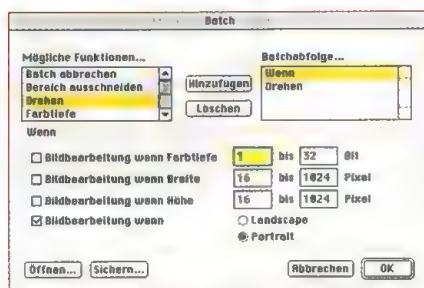 Batch
Mögliche Funktionen...
Batch abbrechen
Bereich ausschneiden
Drehen
Farbtiefe
Hinzufügen
Löschen
Batchabfolge...
Wenn
Drehen
Wenn
Bildbearbeitung wenn Farbtiefe 1 bis 32 Bit
Bildbearbeitung wenn Breite 16 bis 1024 Pixel
Bildbearbeitung wenn Höhe 16 bis 1024 Pixel
Bildbearbeitung wenn Landscape
Portrait
Öffnen... Sichern... Abbrechen OK